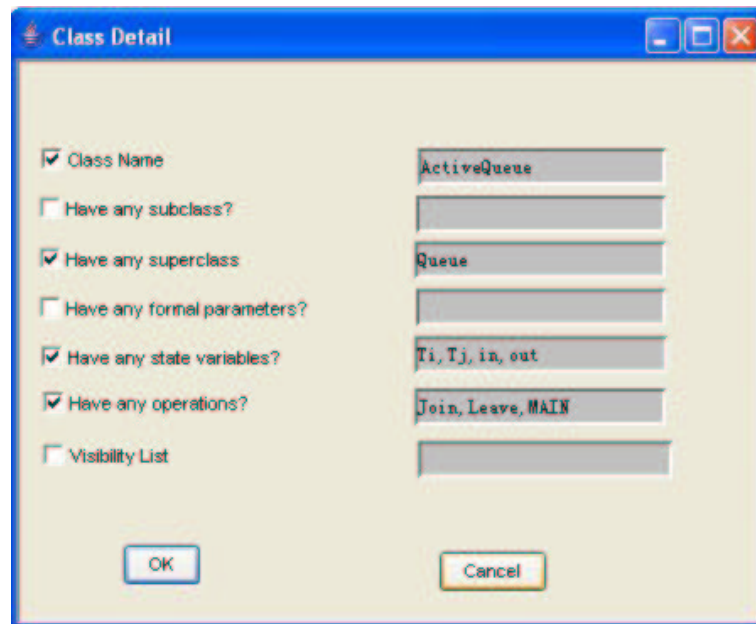 Class Detail
Class Name ActiveQueue
Have any subclass?
Have any superclass Queue
Have any formal parameters?
Have any state variables? Ti, Tj, in, out
Have any operations? Join, Leave, MAIN
Visibility List
OK Cancel